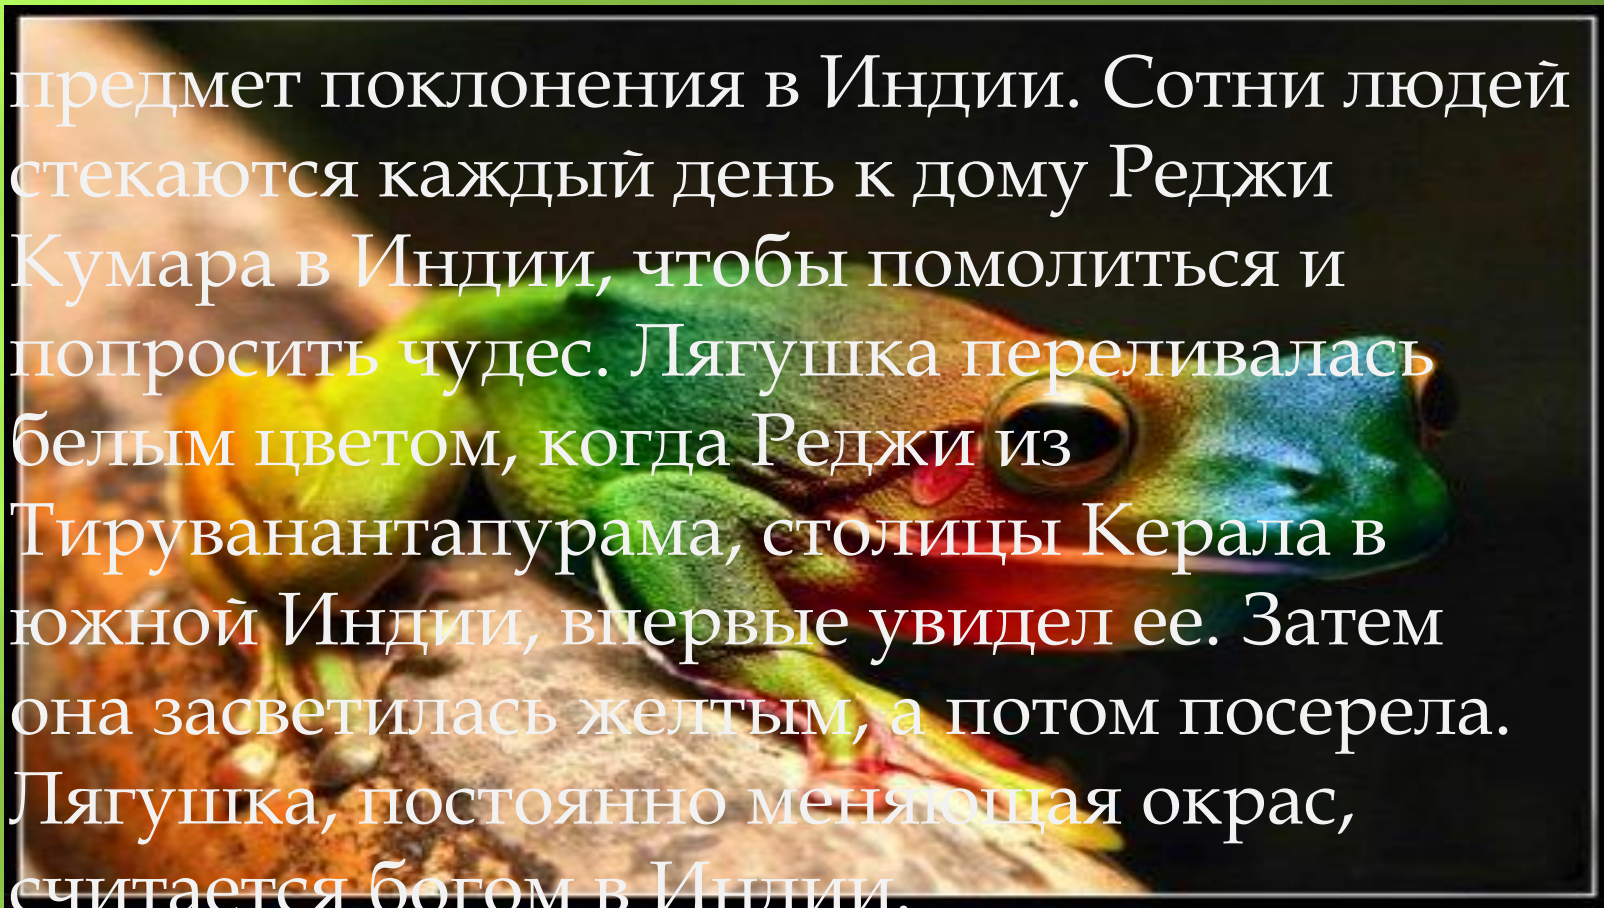 предмет поклонения в Индии. Сотни людей
стекаются каждый день к дому Реджи
Кумара в Индии, чтобы помолиться и
попросить чудес. Лягушка переливалась
белым цветом, когда Реджи из
Тируванантапурама, столицы Керала в
южной Индии, впервые увидел ее. Затем
она засветилась желтым, а потом посерела.
Лягушка, постоянно меняющая окрас,
считается богом в Индии.